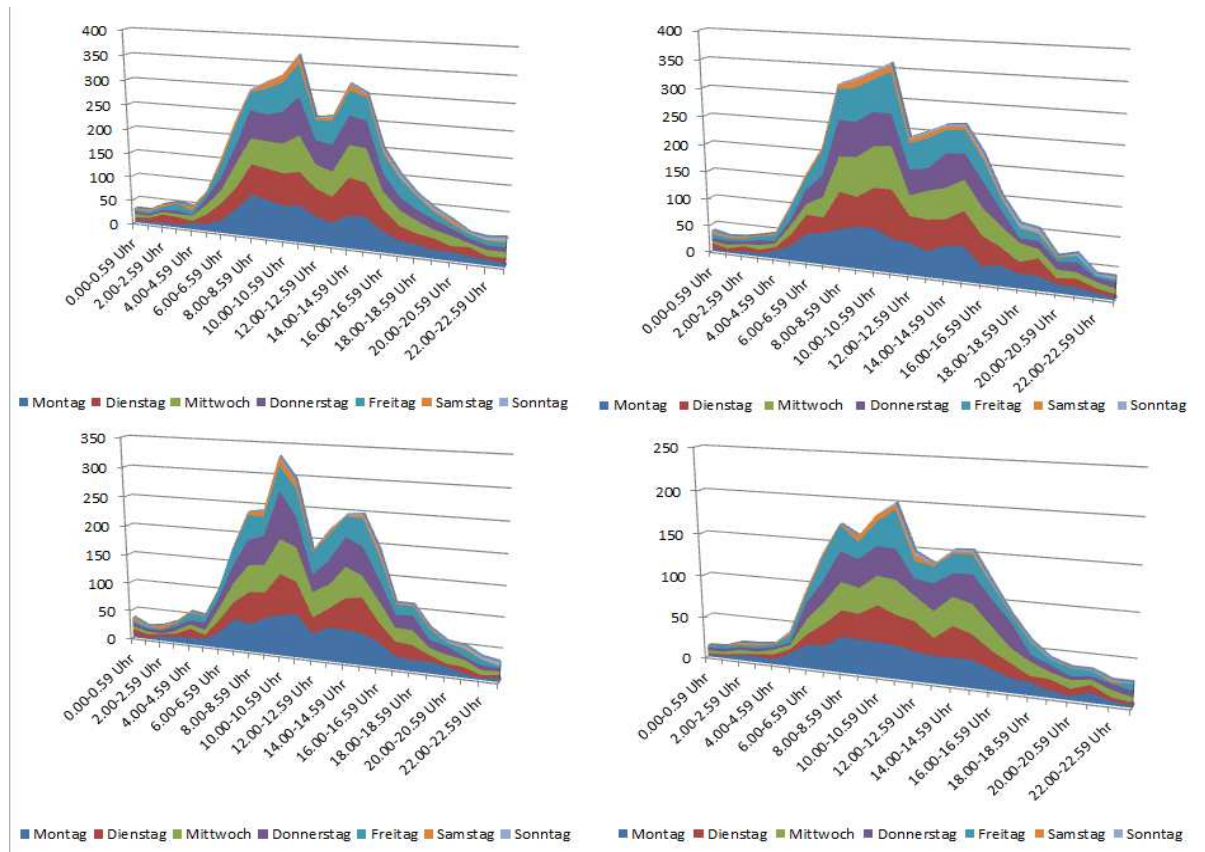 400
350
300
250
200
150
100
50
0
0.00-0.59 Uhr
2.00-2.59 Uhr
4.00-4.59 Uhr
6.00-6.59 Uhr
8.00-8.59 Uhr
10.00-10.59 Uhr
12.00-12.59 Uhr
14.00-14.59 Uhr
16.00-16.59 Uhr
18.00-18.59 Uhr
20.00-20.59 Uhr
22.00-22.59 Uhr
Montag Dienstag Mittwoch Donnerstag Freitag Samstag Sonntag
400
350
300
250
200
150
100
50
0
0.00-0.59 Uhr
2.00-2.59 Uhr
4.00-4.59 Uhr
6.00-6.59 Uhr
8.00-8.59 Uhr
10.00-10.59 Uhr
12.00-12.59 Uhr
14.00-14.59 Uhr
16.00-16.59 Uhr
18.00-18.59 Uhr
20.00-20.59 Uhr
22.00-22.59 Uhr
Montag Dienstag Mittwoch Donnerstag Freitag Samstag Sonntag
350
300
250
200
150
100
50
0
0.00-0.59 Uhr
2.00-2.59 Uhr
4.00-4.59 Uhr
6.00-6.59 Uhr
8.00-8.59 Uhr
10.00-10.59 Uhr
12.00-12.59 Uhr
14.00-14.59 Uhr
16.00-16.59 Uhr
18.00-18.59 Uhr
20.00-20.59 Uhr
22.00-22.59 Uhr
Montag Dienstag Mittwoch Donnerstag Freitag Samstag Sonntag
250
200
150
100
50
0
0.00-0.59 Uhr
2.00-2.59 Uhr
4.00-4.59 Uhr
6.00-6.59 Uhr
8.00-8.59 Uhr
10.00-10.59 Uhr
12.00-12.59 Uhr
14.00-14.59 Uhr
16.00-16.59 Uhr
18.00-18.59 Uhr
20.00-20.59 Uhr
22.00-22.59 Uhr
Montag Dienstag Mittwoch Donnerstag Freitag Samstag Sonntag